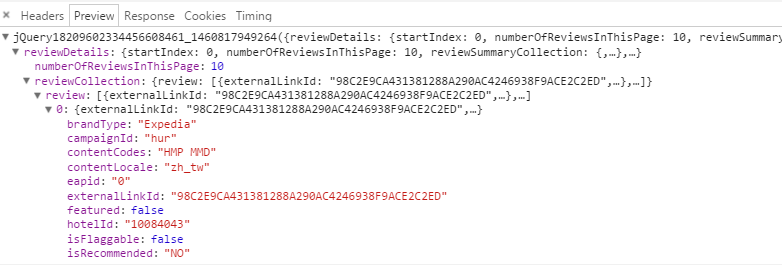 × Headers Preview Response Cookies Timing
▼ jQuery18209602334456608461_1460817949264({reviewDetails: {startIndex: 0, numberOfReviewsInThisPage: 10, reviewSumma
▼ reviewDetails: {startIndex: 0, numberOfReviewsInThisPage: 10, reviewSummaryCollection: {,…},…}
numberOfReviewsInThisPage: 10
▼ reviewCollection: {review: [{externalLinkId: "98C2E9CA431381288A290AC4246938F9ACE2C2ED",…},…]}
▼ review: [{externalLinkId: "98C2E9CA431381288A290AC4246938F9ACE2C2ED",…},…]
▼ 0: {externalLinkId: "98C2E9CA431381288A290AC4246938F9ACE2C2ED",…}
brandType: "Expedia"
campaignId: "hur"
contentCodes: "HMP MMD"
contentLocale: "zh_tw"
eapid: "0"
externalLinkId: "98C2E9CA431381288A290AC4246938F9ACE2C2ED"
featured: false
hotelId: "10084043"
isFlaggable: false
isRecommended: "NO"